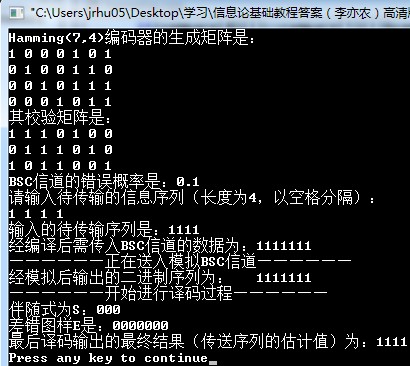 "C:\Users\jrhu05\Desktop\学习\信息论基础教程答案（李亦农）高清
Hamming(7,4)编码器的生成矩阵是:
1 0 0 0 1 0 1
0 1 0 0 1 1 0
0 0 1 0 1 1 1
0 0 0 1 0 1 1
其校验矩阵是:
1 1 1 0 1 0 0
0 1 1 1 0 1 0
1 0 1 1 0 0 1
BSC信道的错误概率是: 0.1
请输入待传输的信息序列（长度为4，以空格分隔）:
1 1 1 1
输入的待传输序列是: 1111
经编译后需传入BSC信道的数据为: 1111111
——————正在送入模拟BSC信道——————
经模拟后输出的二进制序列为: 1111111
——————开始进行译码过程——————
伴随式为S: 000
差错图样E是: 0000000
最后译码输出的最终结果（传送序列的估计值）为: 1111
Press any key to continue